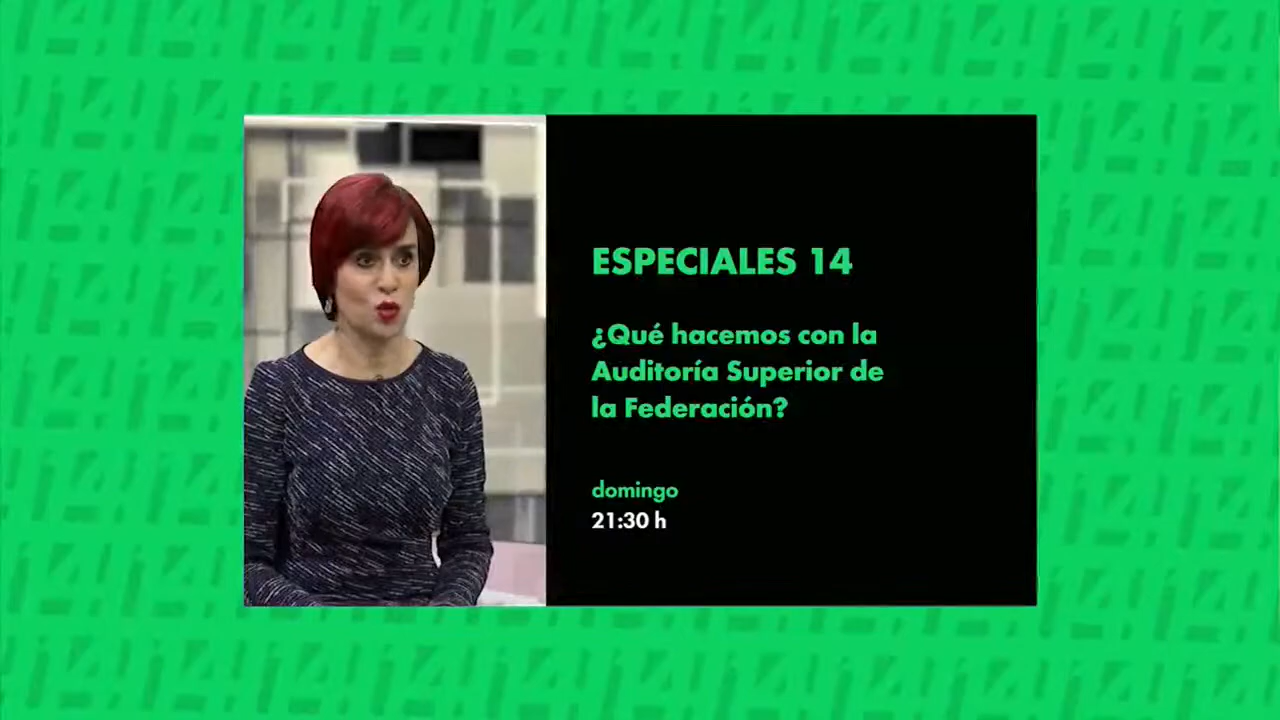 ESPECIALES 14
¿Qué hacemos con la
Auditoría Superior de
la Federación?
domingo
21:30 h